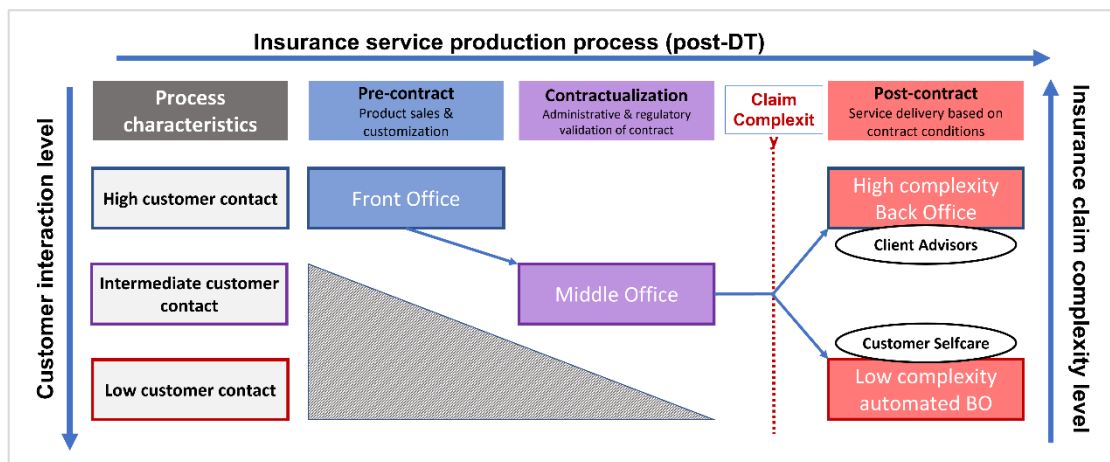 Insurance service production process (post-DT)
Customer interaction level
Insurance claim complexity level
Process
characteristics
Pre-contract
Product sales &
customization
Contractualization
Administrative & regulatory
validation of contract
Claim
Complexit
y
Post-contract
Service delivery based on
contract conditions
High customer contact
Front Office
High complexity
Back Office
Client Advisors
Intermediate customer
contact
Middle Office
Customer Selfcare
Low customer contact
Low complexity
automated BO